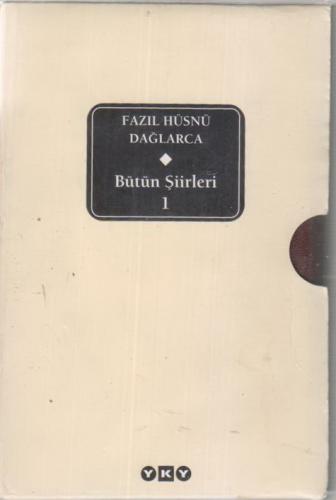 FAZIL HÜSNÜ
DAĞLARCA
Bütün Şiirleri
1
YKY